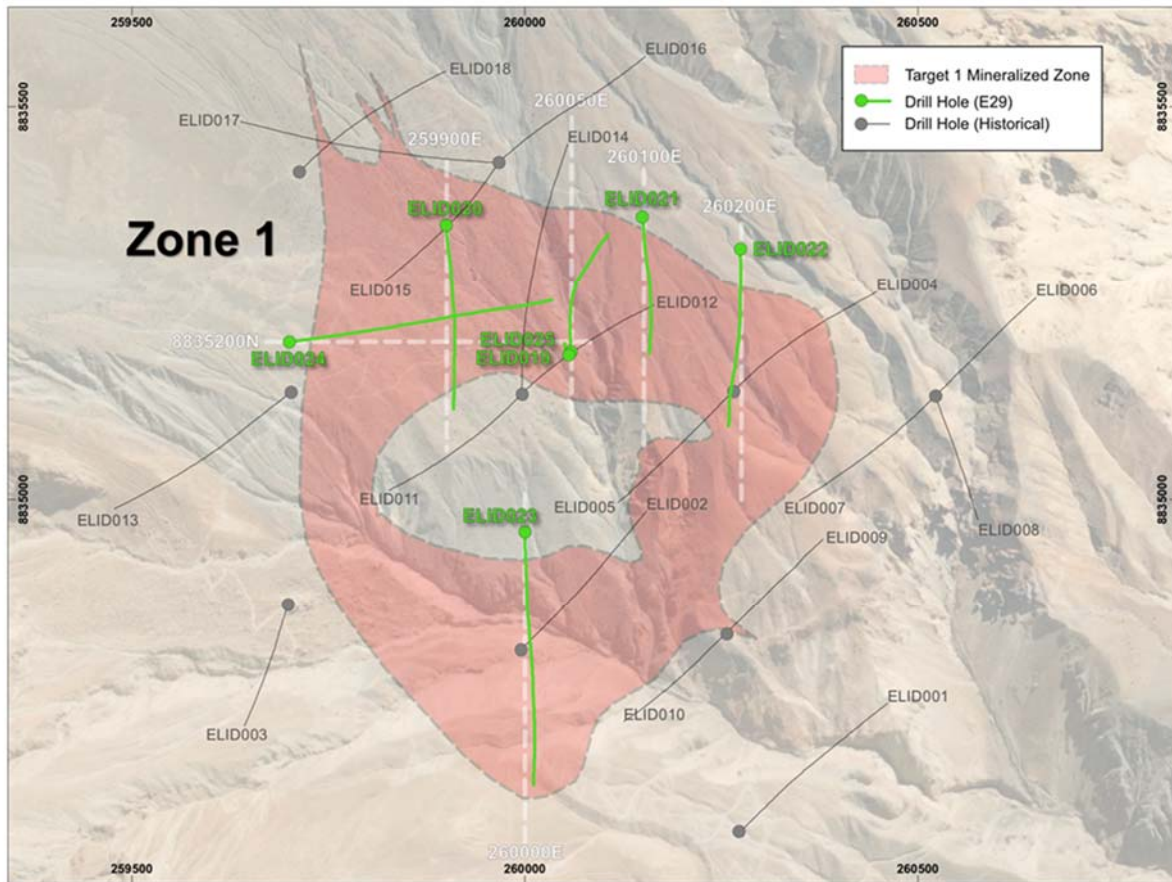 259500
260000
260500
ELID016
ELID018
Target 1 Mineralized Zone
Drill Hole (E29)
Drill Hole (Historical)
8835500
8835500
260050E
ELID017
259900E
ELID014
260100E
ELID020
ELID021
260200E
Zone 1
ELID022
ELID015
ELID012
ELID004
ELID006
8835200N
ELID024
ELID019
ELID011
ELID005
ELID002
ELID007
8835000
8835000
ELID013
ELID023
ELID008
ELID009
ELID003
ELID010
ELID001
260000E
259500
260000
260500